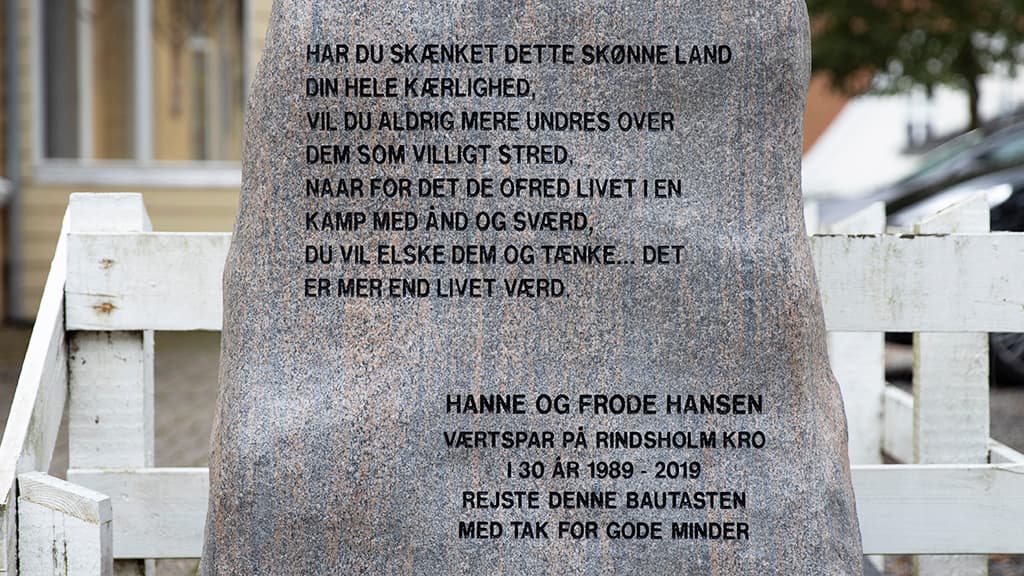 HAR DU SKÆNKET DETTE SKØNNE LAND
DIN HELE KÆRLIGHED,
VIL DU ALDRIG MERE UNDRES OVER
DEM SOM VILLIGT STRED.
NAAR FOR DET DE OFRED LIVET I EN
KAMP MED ÅND OG SVÆRD,
DU VIL ELSKE DEM OG TÆNKE... DET
ER MER END LIVET VÆRD.
HANNE OG FRODE HANSEN
VÆRTSPAR PÅ RINDSHOLM KRO
I 30 ÅR 1989 - 2019
REJSTE DENNE BAUTASTEN
MED TAK FOR GODE MINDER